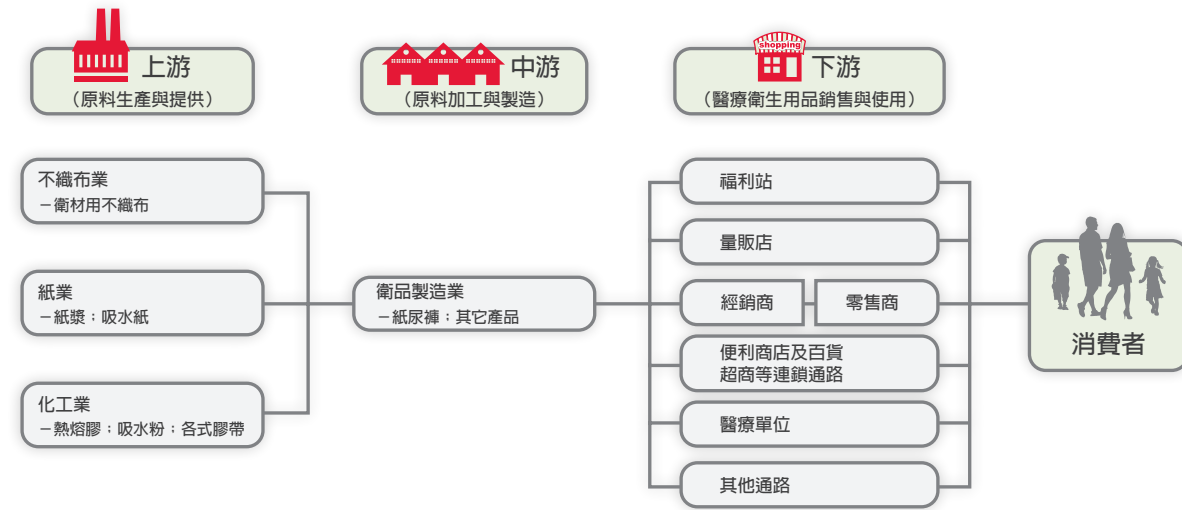 上游
（原料生產與提供）
中游
（原料加工與製造）
shopping
下游
（醫療衛生用品銷售與使用）
不織布業
－衛材用不織布
紙業
－紙漿；吸水紙
化工業
－熱熔膠；吸水粉；各式膠帶
衛品製造業
－紙尿褲；其它產品
福利站
量販店
經銷商
零售商
便利商店及百貨
超商等連鎖通路
醫療單位
其他通路
消費者